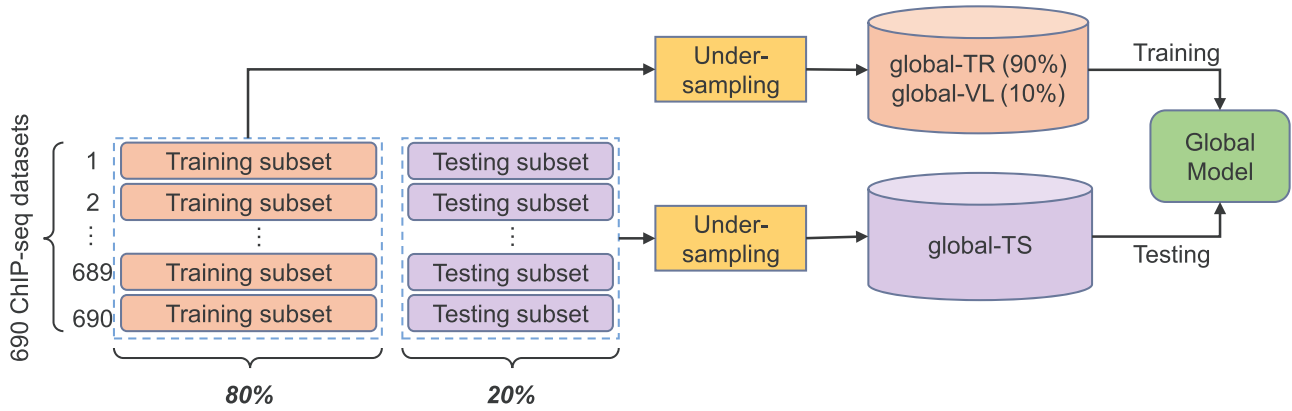 Under-
sampling
global-TR (90%)
global-VL (10%)
Training
Global
Model
690 ChIP-seq datasets
1
Training subset
Testing subset
2
Training subset
Testing subset
⋮
⋮
⋮
689
Training subset
Testing subset
690
Training subset
Testing subset
Under-
sampling
global-TS
Testing
80%
20%